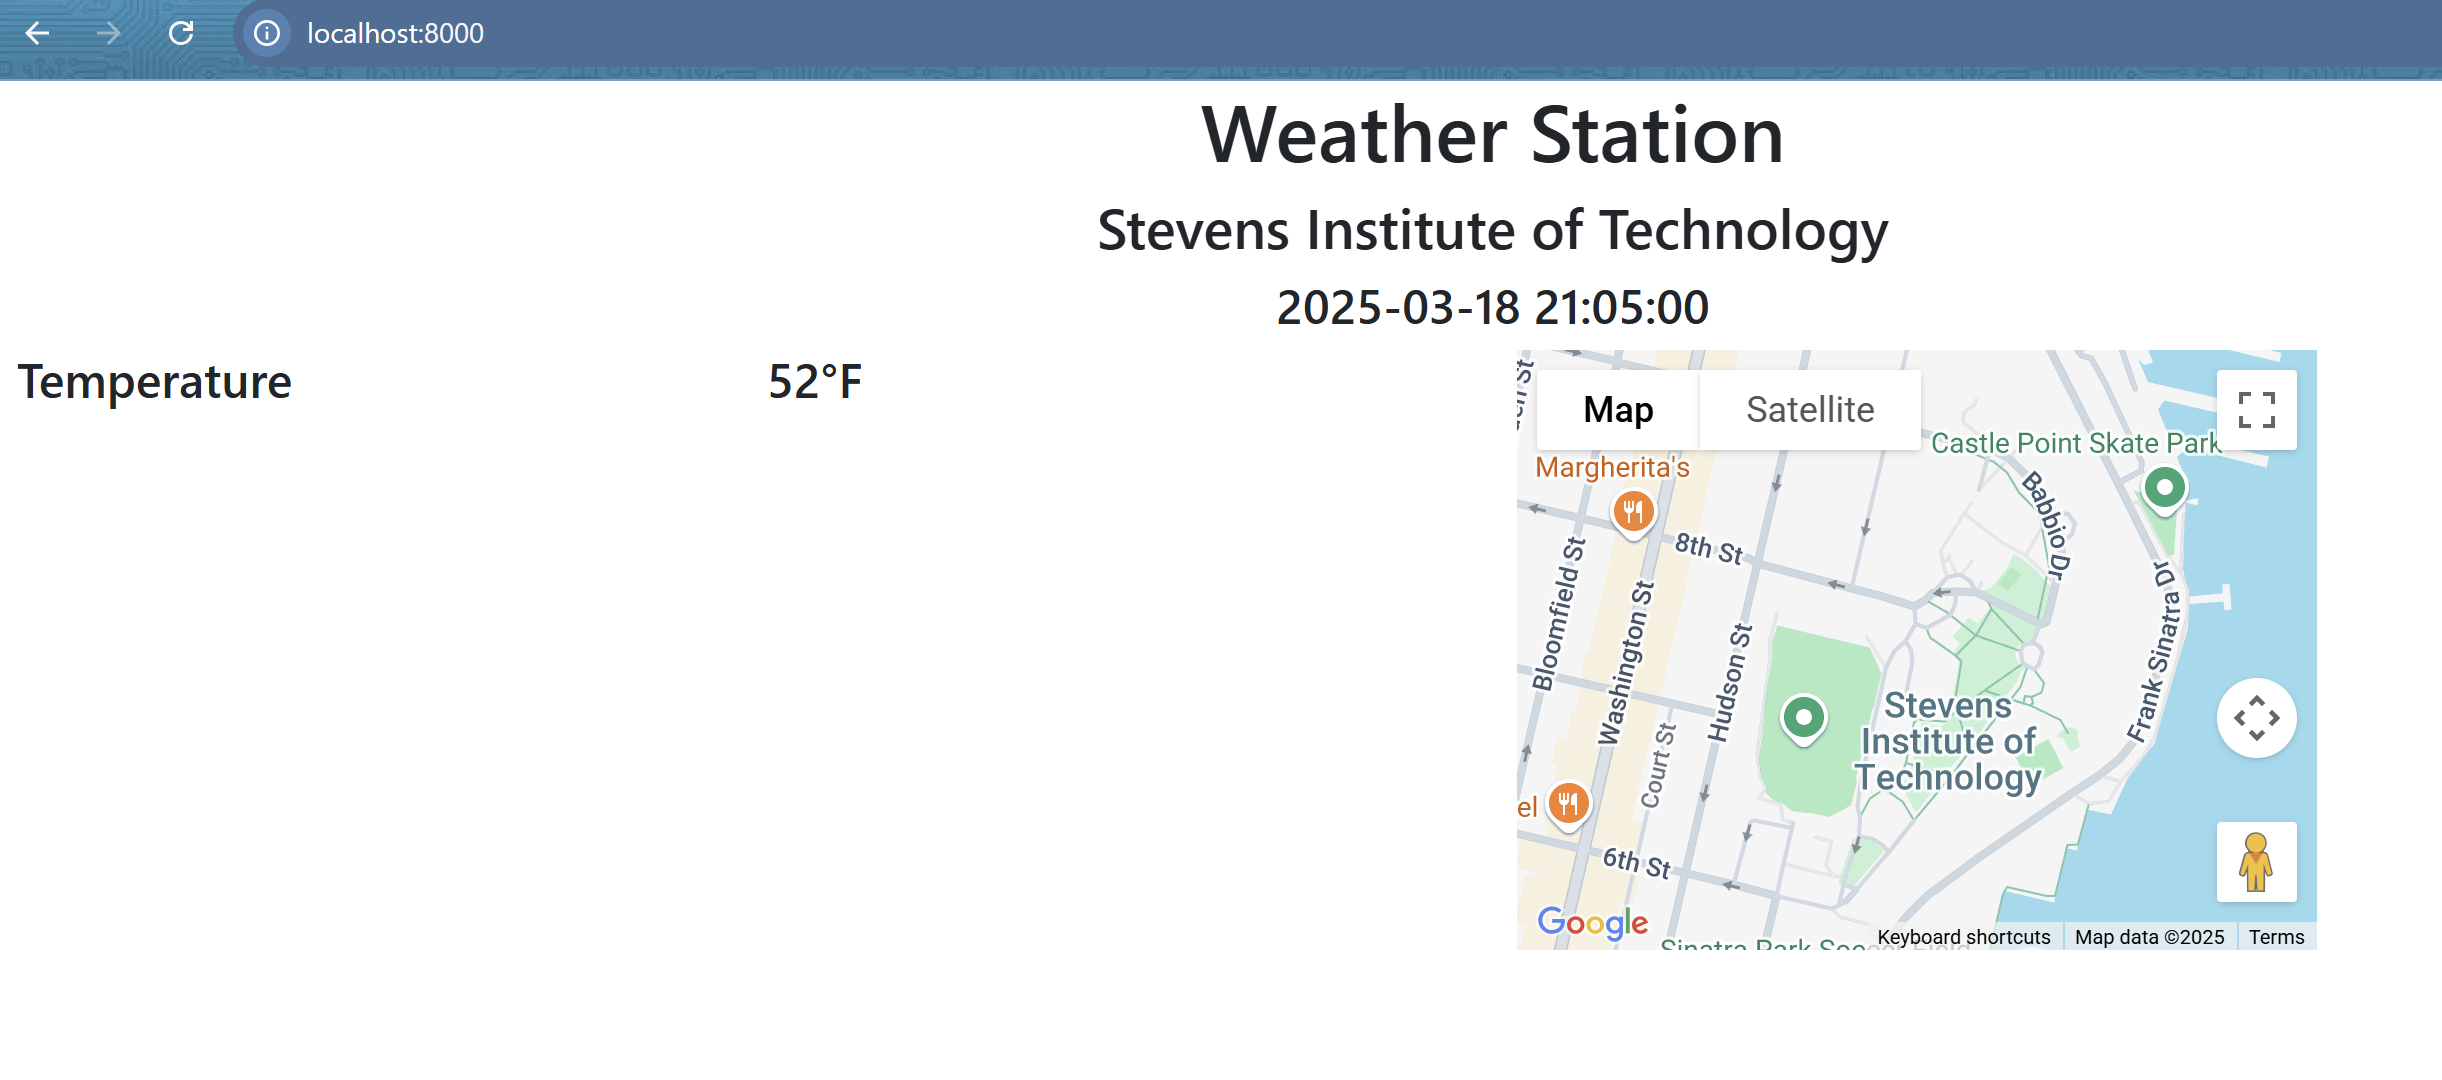 localhost:8000
Weather Station
Stevens Institute of Technology
2025-03-18 21:05:00
Temperature
52°F
Map
Satellite
Castle Point Skate Park
Margherita's
8th St
Babbio Dr
Bloomfield St
Washington St
Hudson St
Court St
Frank Sinatra Dr
Stevens
Institute of
Technology
el
6th St
Google
Sinatra Park Soccer Field
Keyboard shortcuts
Map data ©2025
Terms